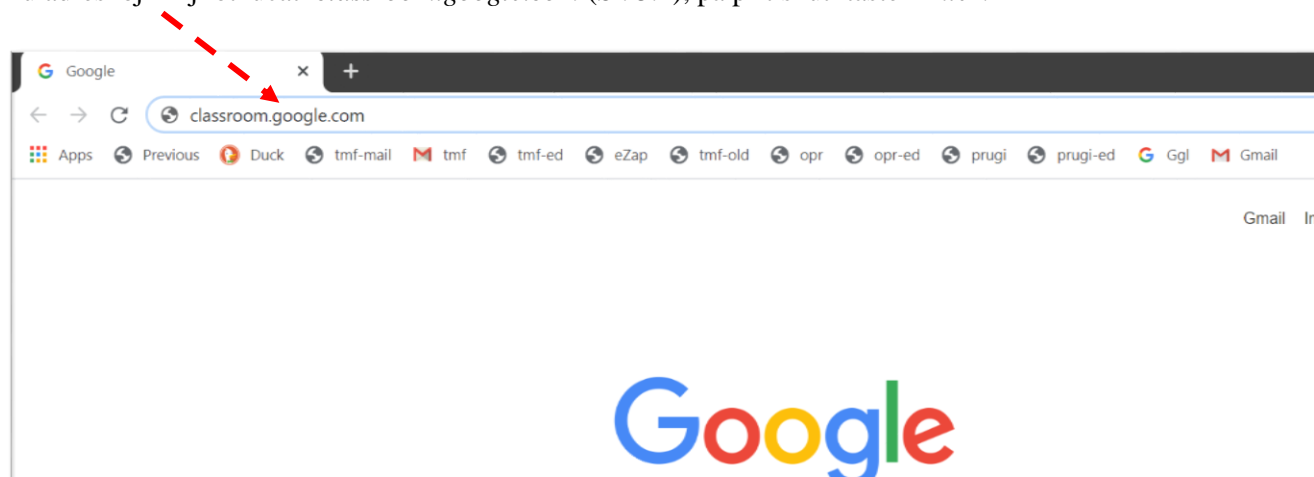 Google
classroom.google.com
Apps Previous Duck tmf-mail tmf tmf-ed eZap tmf-old opr opr-ed prugi prugi-ed Ggl Gmail
Gmail
Google